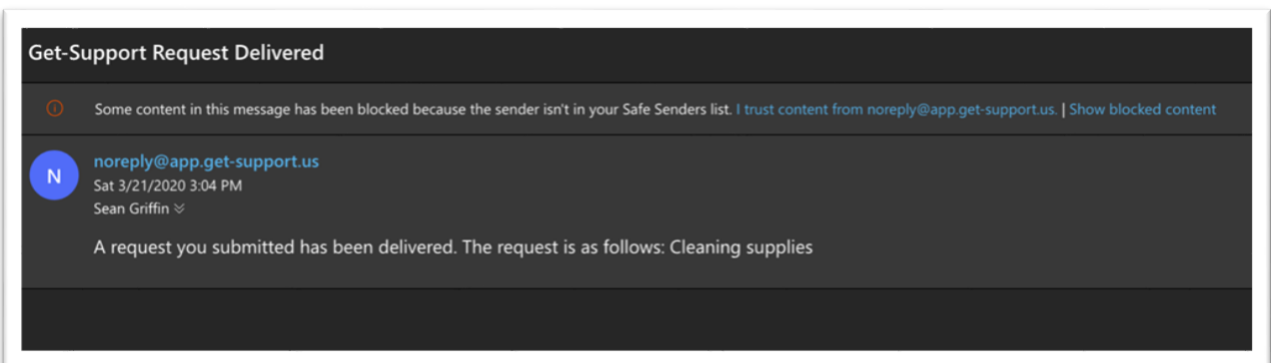 Get-Support Request Delivered
Some content in this message has been blocked because the sender isn't in your Safe Senders list. I trust content from noreply@app.get-support.us. | Show blocked content
N
noreply@app.get-support.us
Sat 3/21/2020 3:04 PM
Sean Griffin
A request you submitted has been delivered. The request is as follows: Cleaning supplies